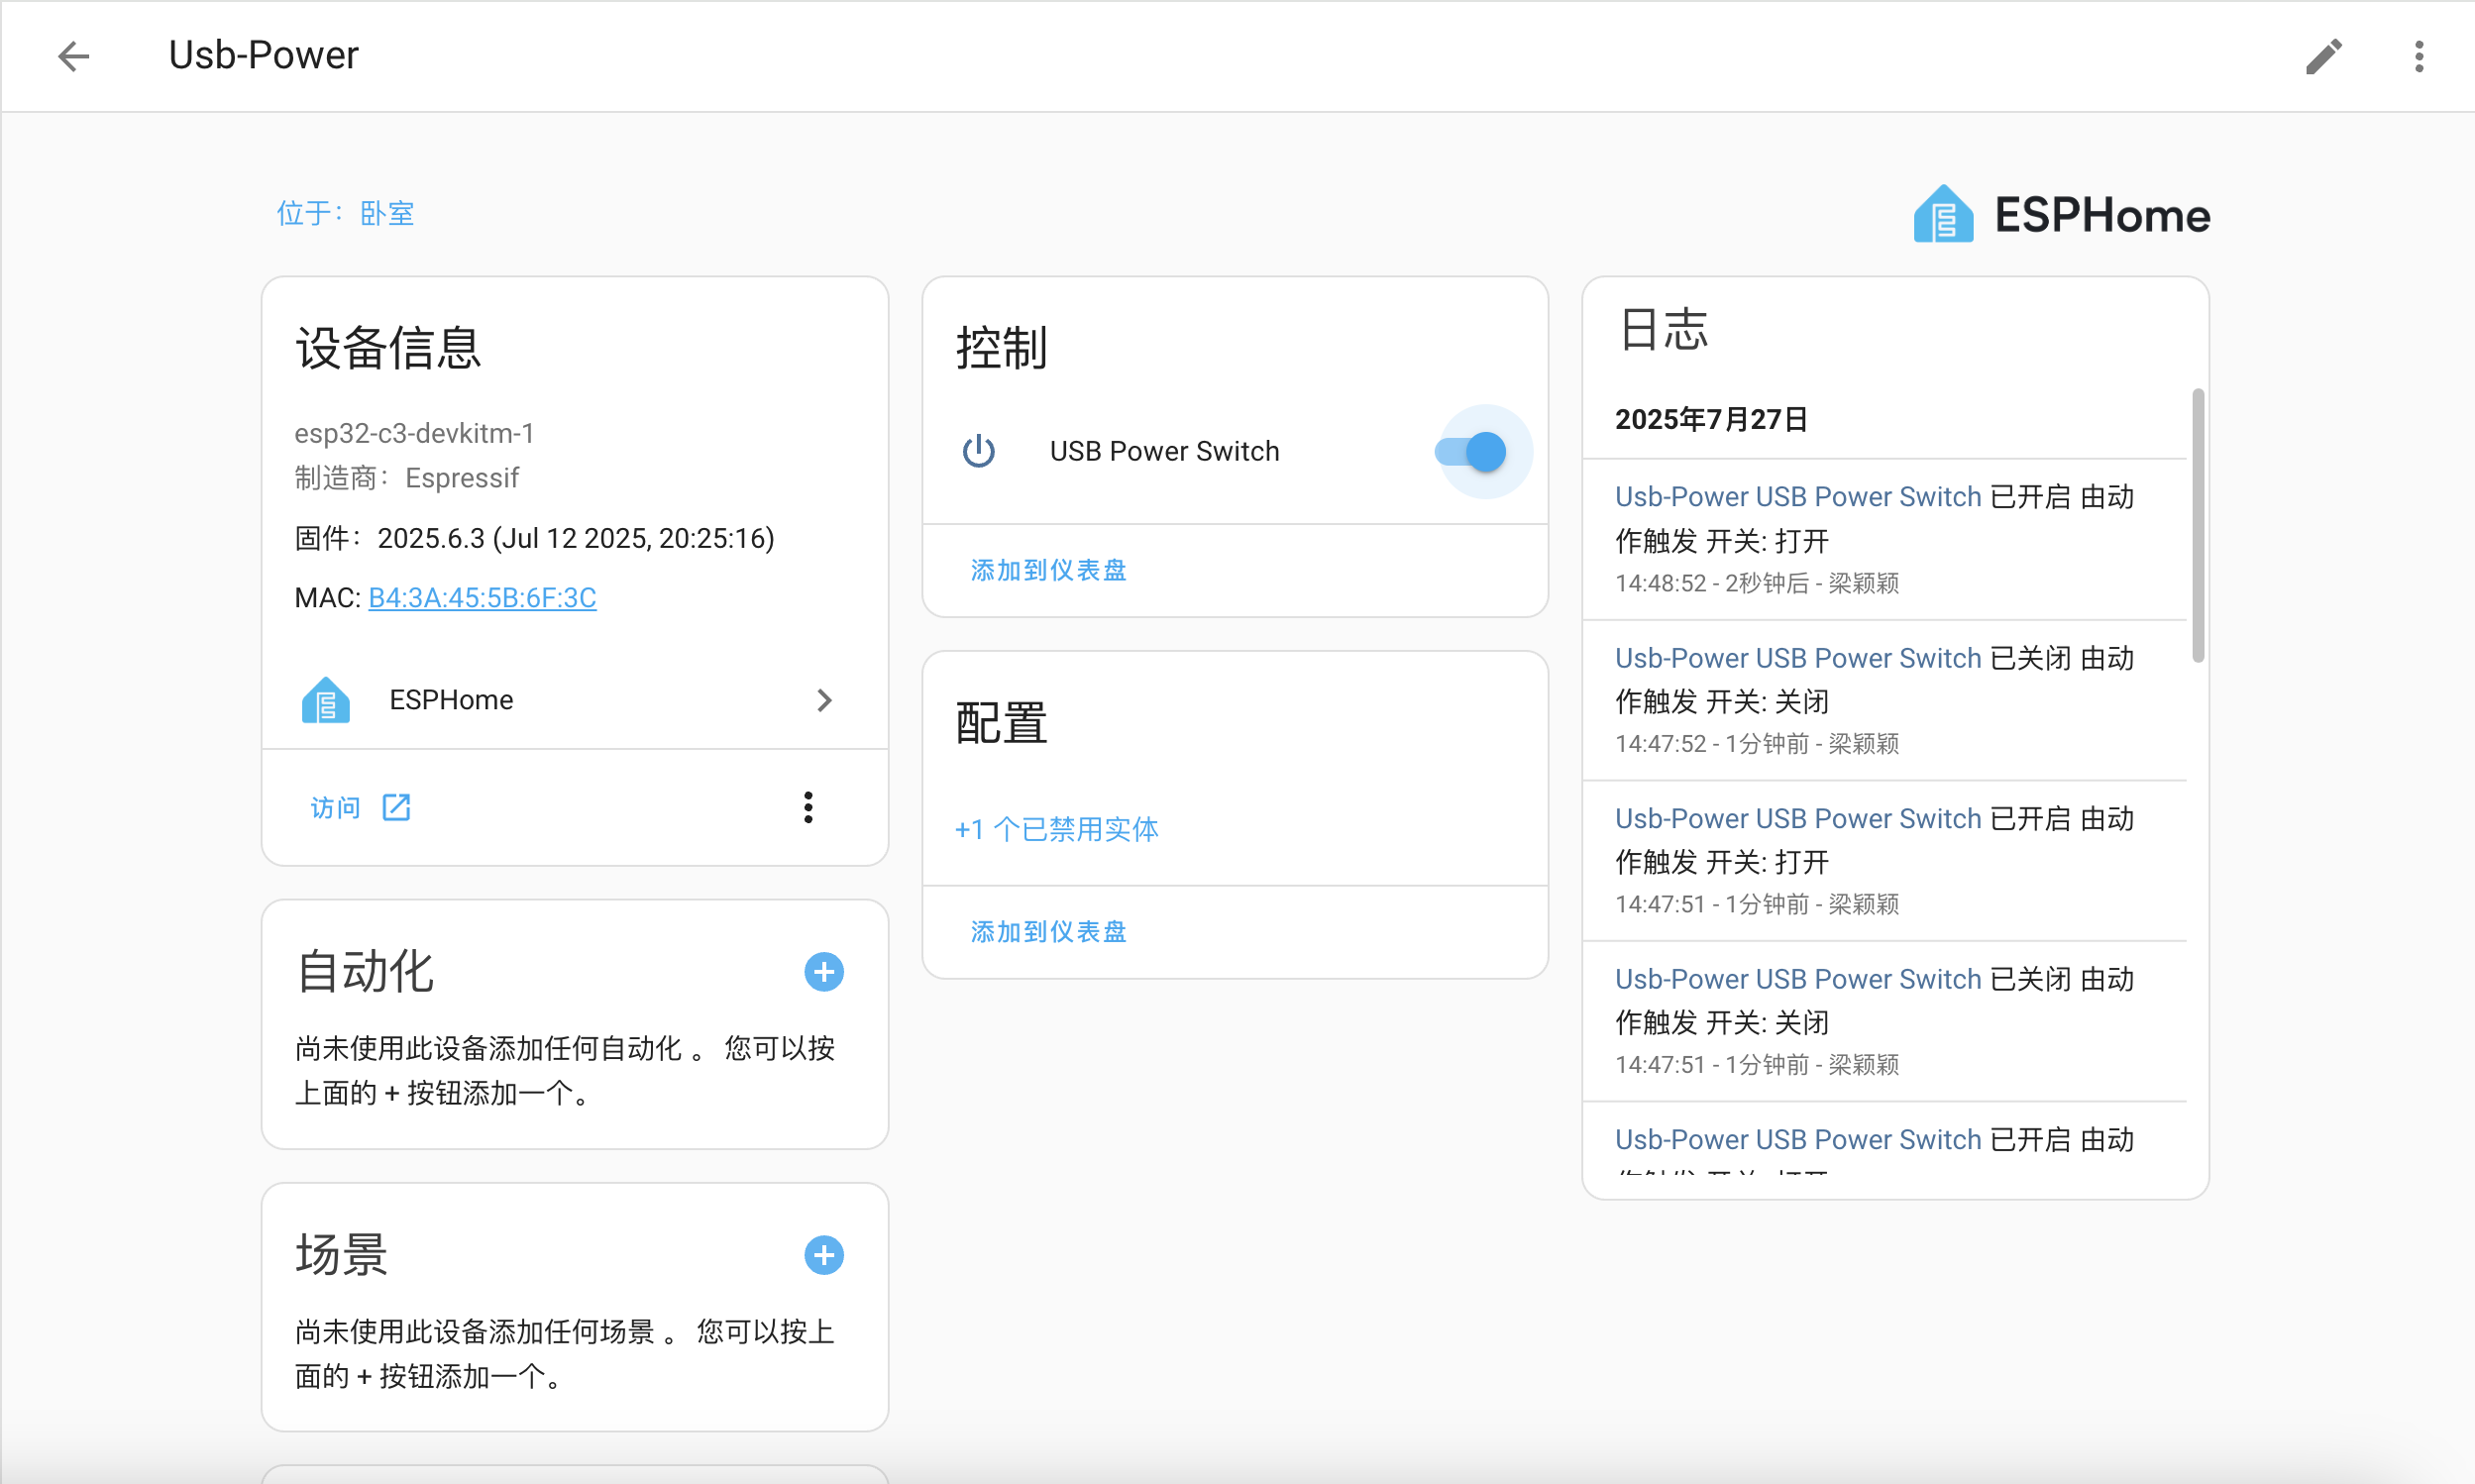 Usb-Power
位于：卧室
ESPHome
设备信息
esp32-c3-devkitm-1
制造商：Espressif
固件：2025.6.3 (Jul 12 2025, 20:25:16)
MAC: B4:3A:45:5B:6F:3C
ESPHome
访问
自动化
尚未使用此设备添加任何自动化 。 您可以按
上面的 + 按钮添加一个。
场景
尚未使用此设备添加任何场景 。 您可以按上
面的 + 按钮添加一个。
控制
USB Power Switch
添加到仪表盘
配置
+1 个已禁用实体
添加到仪表盘
日志
2025年7月27日
Usb-Power USB Power Switch 已开启 由动
作触发 开关: 打开
14:48:52 - 2秒钟后 - 梁颖颖
Usb-Power USB Power Switch 已关闭 由动
作触发 开关: 关闭
14:47:52 - 1分钟前 - 梁颖颖
Usb-Power USB Power Switch 已开启 由动
作触发 开关: 打开
14:47:51 - 1分钟前 - 梁颖颖
Usb-Power USB Power Switch 已关闭 由动
作触发 开关: 关闭
14:47:51 - 1分钟前 - 梁颖颖
Usb-Power USB Power Switch 已开启 由动